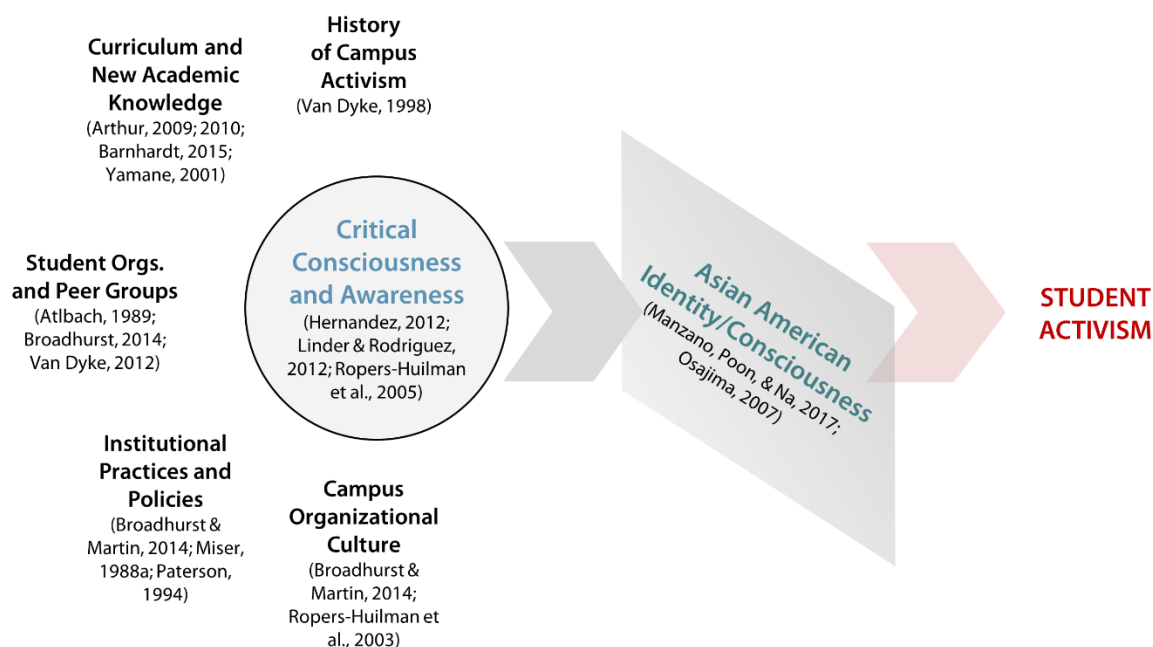 History
of Campus
Activism
(Van Dyke, 1998)
Curriculum and
New Academic
Knowledge
(Arthur, 2009; 2010;
Barnhardt, 2015;
Yamane, 2001)
Student Orgs.
and Peer Groups
(Atlbach, 1989;
Broadhurst, 2014;
Van Dyke, 2012)
Critical
Consciousness
and Awareness
(Hernandez, 2012;
Linder & Rodriguez,
2012; Ropers-Huilman
et al., 2005)
Institutional
Practices and
Policies
(Broadhurst &
Martin, 2014; Miser,
1988a; Paterson,
1994)
Campus
Organizational
Culture
(Broadhurst &
Martin, 2014;
Ropers-Huilman et
al., 2003)
Asian American
Identity/Consciousness
(Manzano, Poon, & Na, 2017;
Osajima, 2007)
STUDENT
ACTIVISM